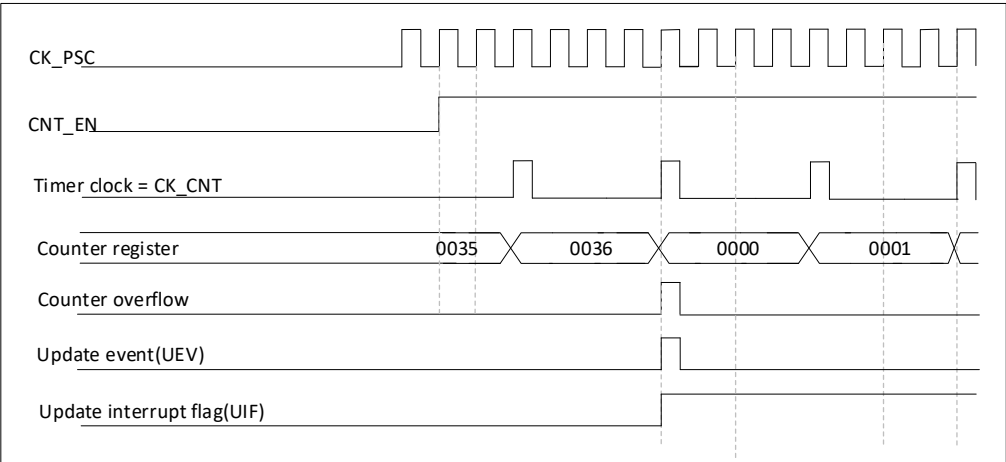 CK_PSC
CNT_EN
Timer clock = CK_CNT
Counter register 0035 0036 0000 0001
Counter overflow
Update event(UEV)
Update interrupt flag(UIF)